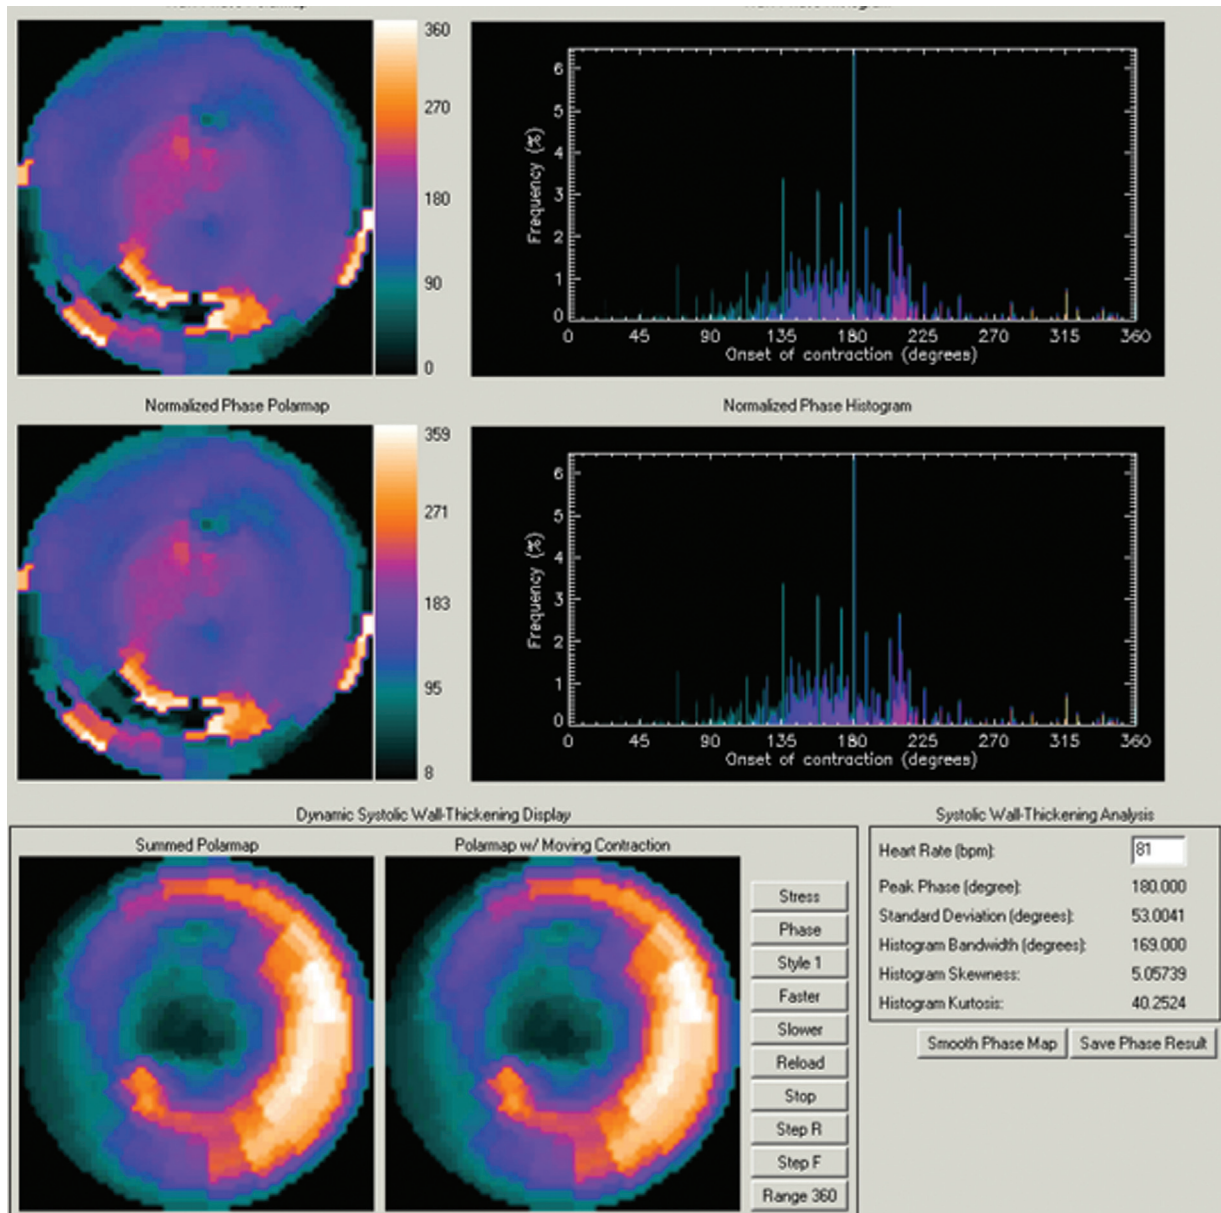 360
270
180
90
0
Frequency (%)
6
5
4
3
2
1
0
0 45 90 135 180 225 270 315 360
Onset of contraction (degrees)
Normalized Phase Polarmap
Normalized Phase Histogram
359
271
183
95
8
Frequency (%)
6
5
4
3
2
1
0
0 45 90 135 180 225 270 315 360
Onset of contraction (degrees)
Dynamic Systolic Wall-Thickening Display
Summed Polarmap
Polarmap w/ Moving Contraction
Stress
Phase
Style 1
Faster
Slower
Reload
Stop
Step R
Step F
Range 360
Systolic Wall-Thickening Analysis
Heart Rate (bpm): 81
Peak Phase (degree): 180.000
Standard Deviation (degrees): 53.0041
Histogram Bandwidth (degrees): 169.000
Histogram Skewness: 5.05739
Histogram Kurtosis: 40.2524
Smooth Phase Map
Save Phase Result